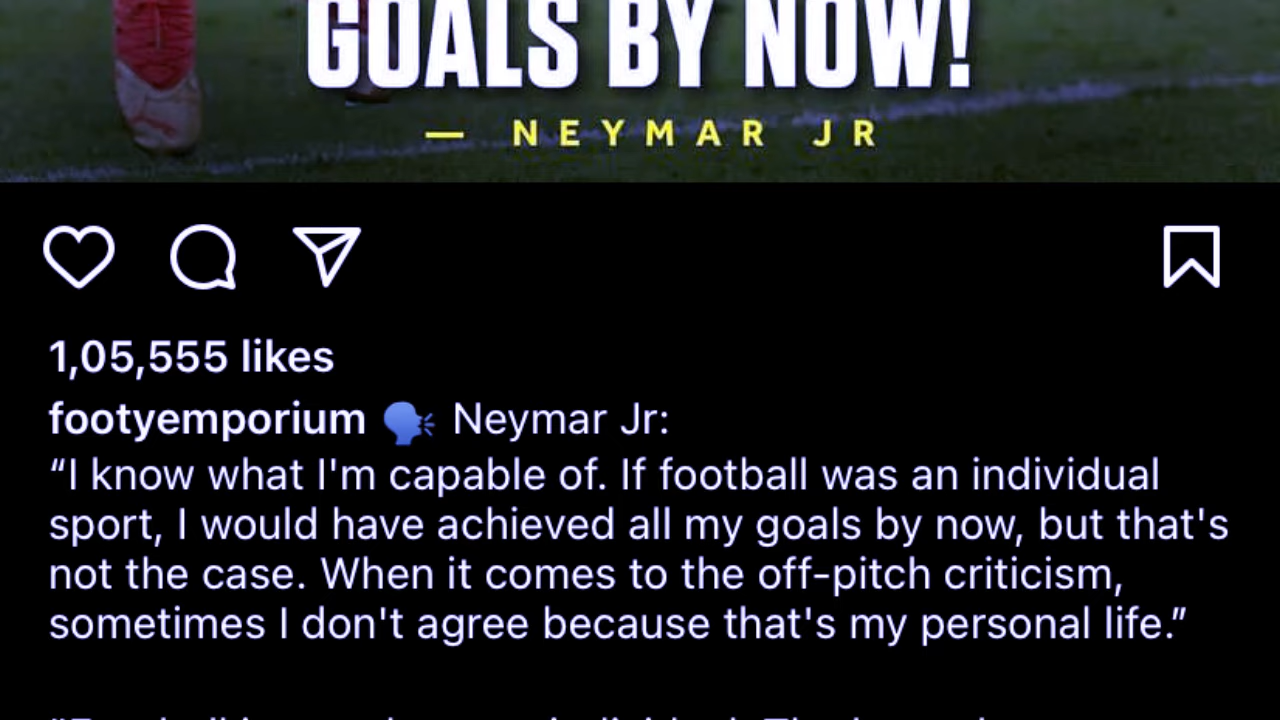 GOALS BY NOW!
— NEYMAR JR
1,05,555 likes
footyemporium 🗣️ Neymar Jr:
“I know what I'm capable of. If football was an individual
sport, I would have achieved all my goals by now, but that's
not the case. When it comes to the off-pitch criticism,
sometimes I don't agree because that's my personal life.”